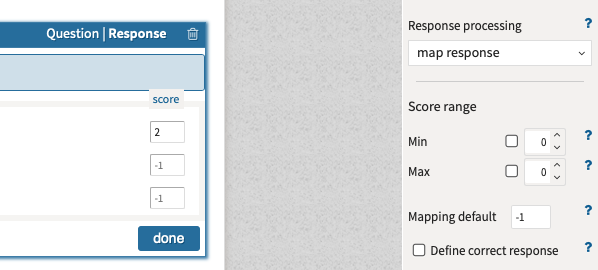 Question | Response
score
2
-1
-1
done
Response processing ?
map response
Score range
Min 0 ?
Max 0 ?
Mapping default -1 ?
Define correct response ?